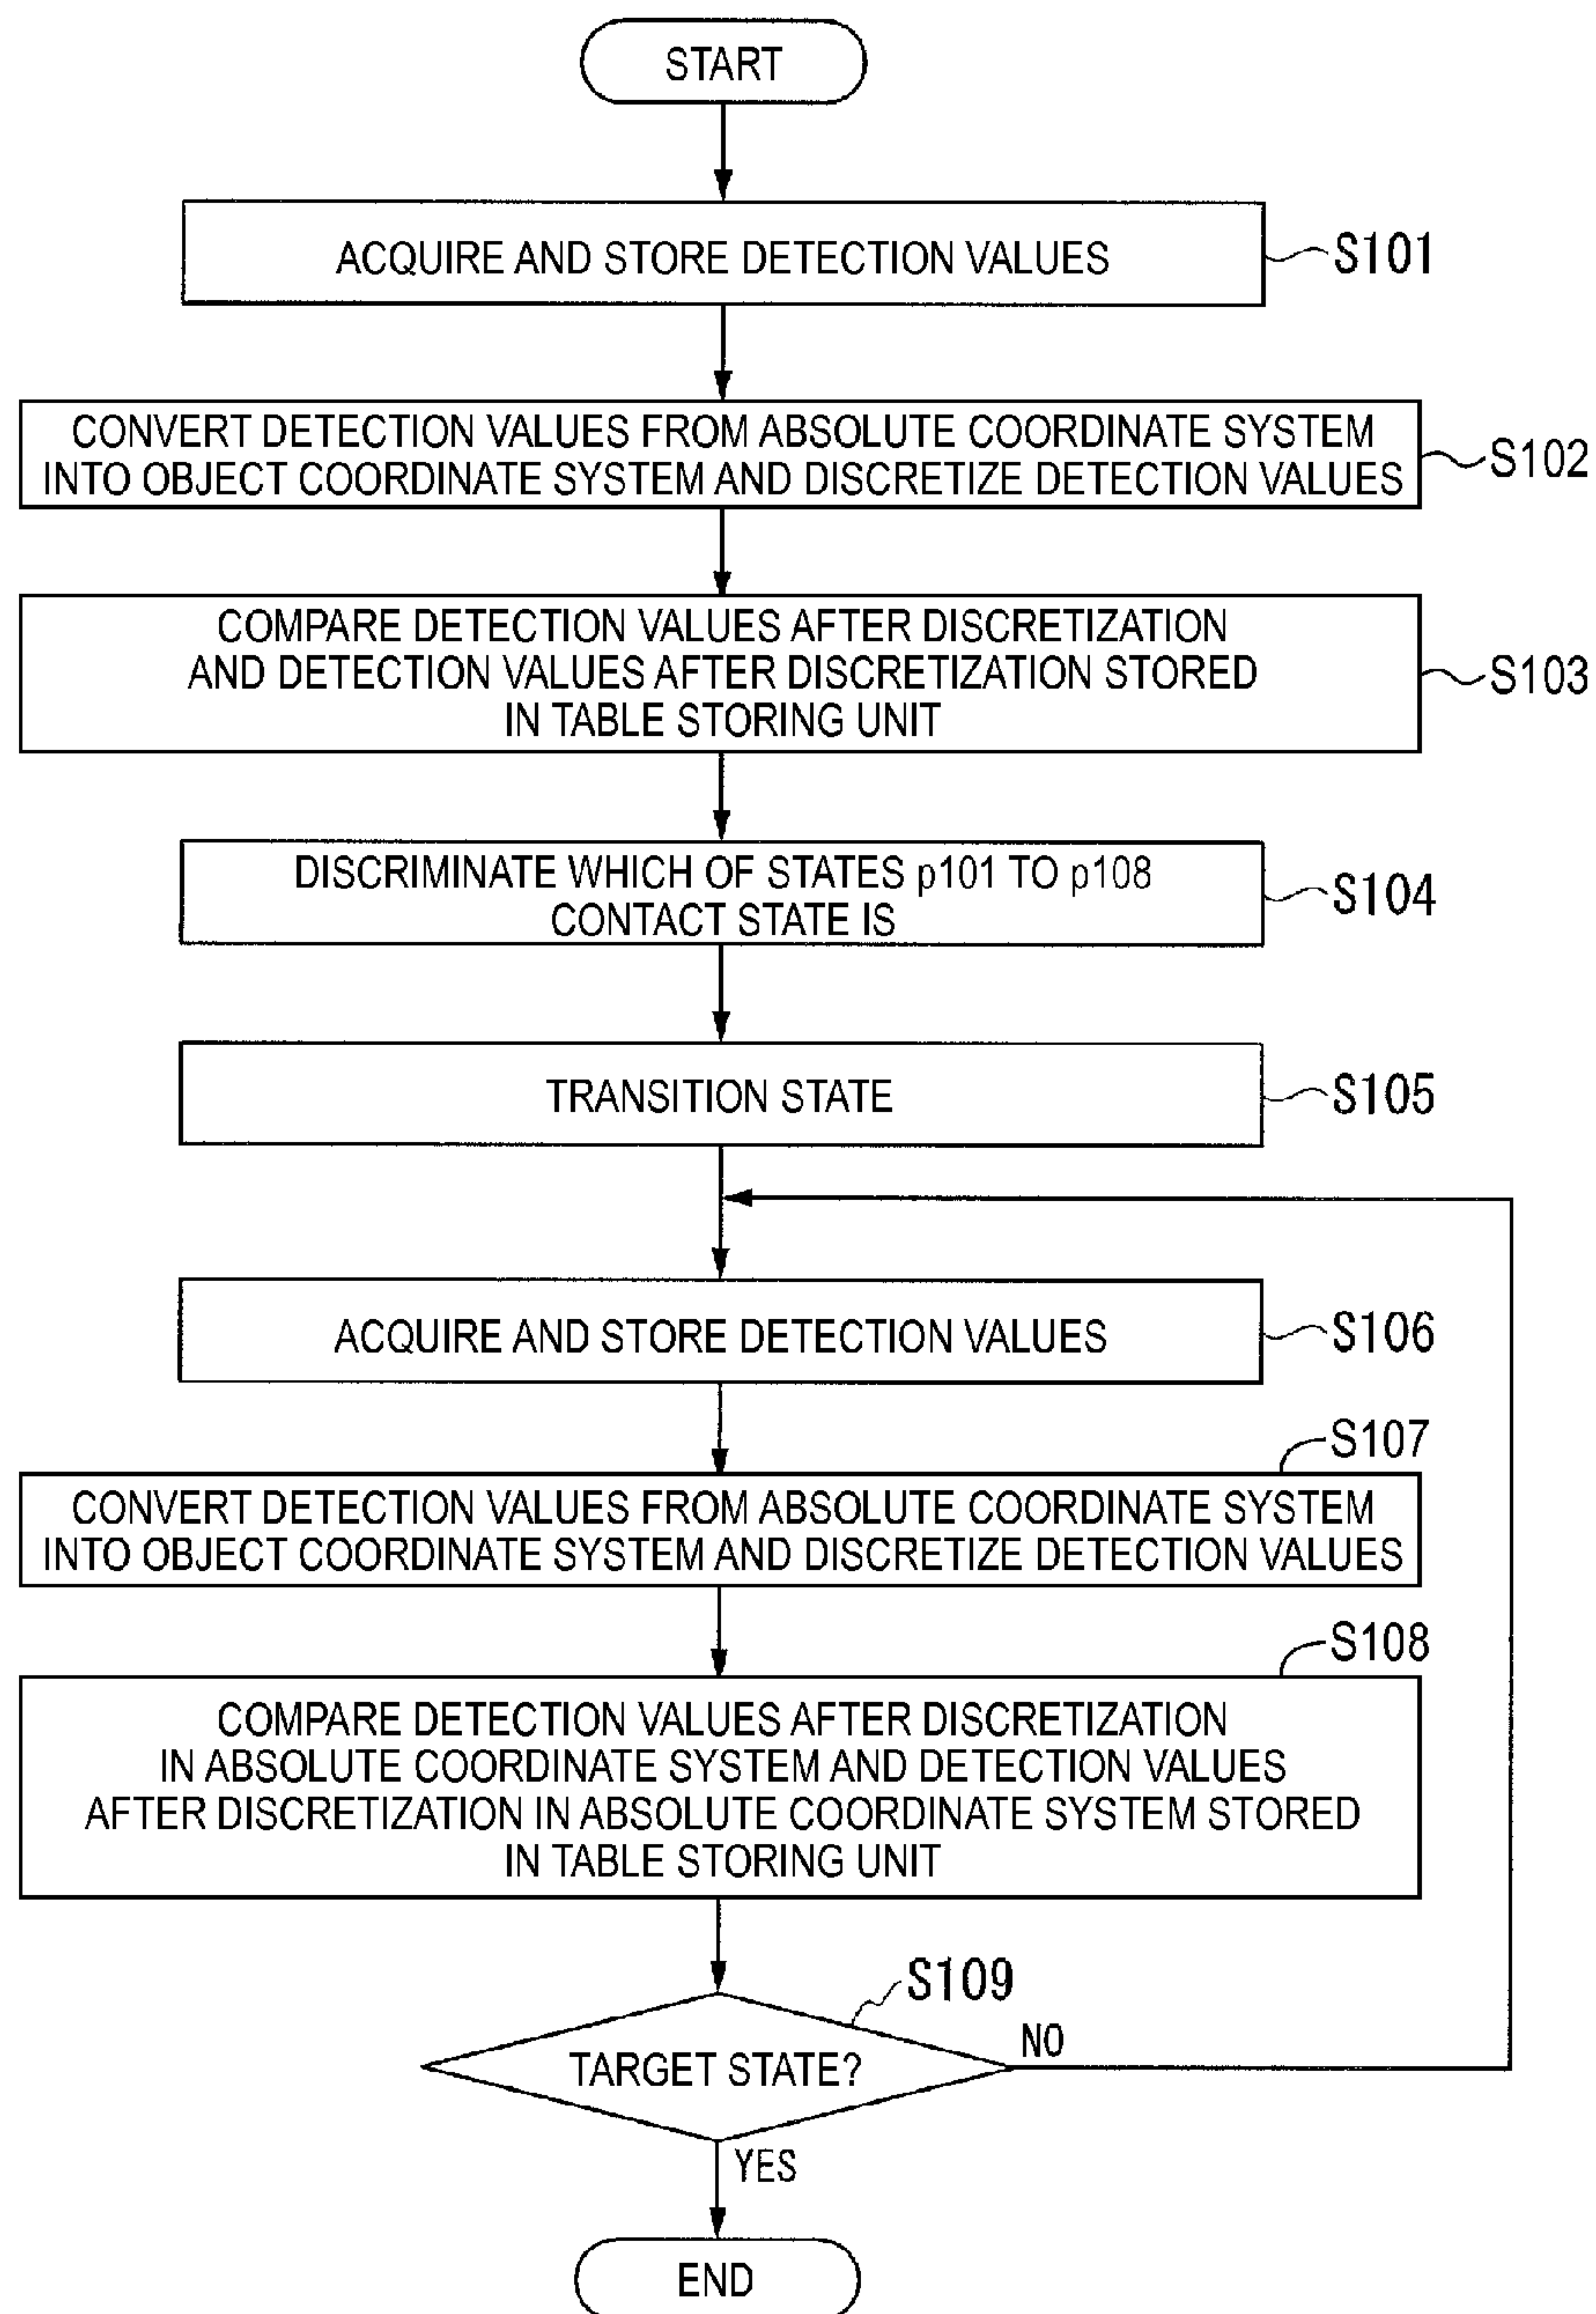 START
ACQUIRE AND STORE DETECTION VALUES
S101
CONVERT DETECTION VALUES FROM ABSOLUTE COORDINATE SYSTEM
INTO OBJECT COORDINATE SYSTEM AND DISCRETIZE DETECTION VALUES
S102
COMPARE DETECTION VALUES AFTER DISCRETIZATION
AND DETECTION VALUES AFTER DISCRETIZATION STORED
IN TABLE STORING UNIT
S103
DISCRIMINATE WHICH OF STATES p101 TO p108
CONTACT STATE IS
S104
TRANSITION STATE
S105
ACQUIRE AND STORE DETECTION VALUES
S106
S107
CONVERT DETECTION VALUES FROM ABSOLUTE COORDINATE SYSTEM
INTO OBJECT COORDINATE SYSTEM AND DISCRETIZE DETECTION VALUES
S108
COMPARE DETECTION VALUES AFTER DISCRETIZATION
IN ABSOLUTE COORDINATE SYSTEM AND DETECTION VALUES
AFTER DISCRETIZATION IN ABSOLUTE COORDINATE SYSTEM STORED
IN TABLE STORING UNIT
S109
TARGET STATE?
NO
YES
END